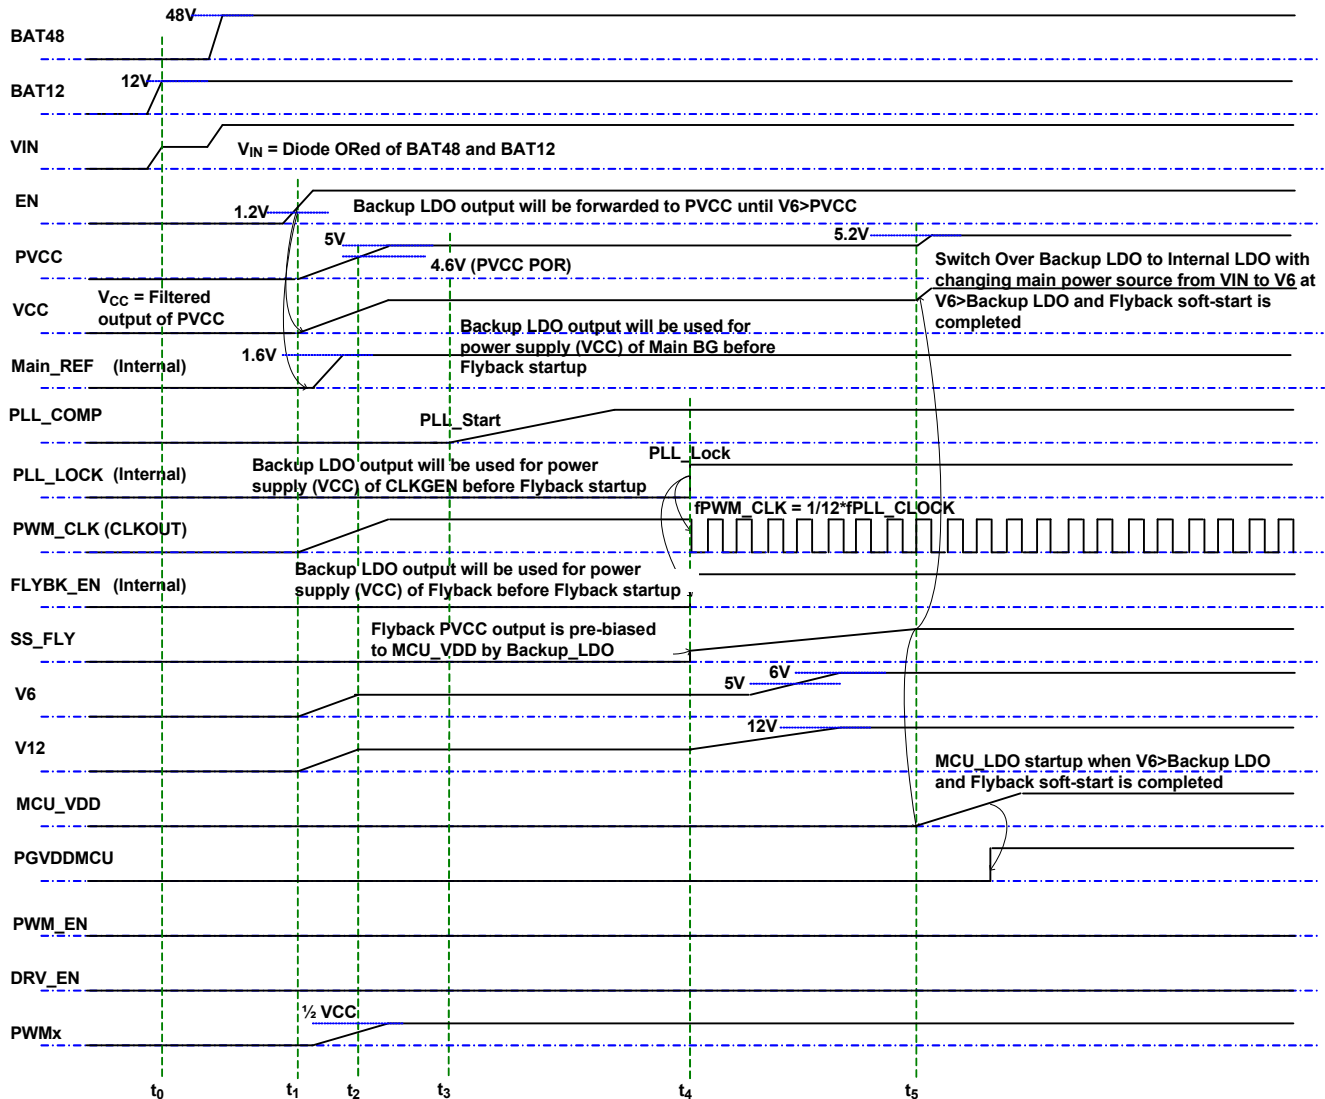 48V
BAT48
12V
BAT12
VIN
VIN = Diode ORed of BAT48 and BAT12
EN
1.2V
Backup LDO output will be forwarded to PVCC until V6>PVCC
5V
5.2V
PVCC
4.6V (PVCC POR)
Switch Over Backup LDO to Internal LDO with
changing main power source from VIN to V6 at
V6>Backup LDO and Flyback soft-start is
completed
VCC = Filtered
output of PVCC
VCC
Backup LDO output will be used for
power supply (VCC) of Main BG before
Flyback startup
1.6V
Main_REF (Internal)
PLL_COMP
PLL_Start
PLL_Lock
PLL_LOCK (Internal)
Backup LDO output will be used for power
supply (VCC) of CLKGEN before Flyback startup
fPWM_CLK = 1/12*fPLL_CLOCK
PWM_CLK (CLKOUT)
Backup LDO output will be used for power
supply (VCC) of Flyback before Flyback startup
FLYBK_EN (Internal)
SS_FLY
Flyback PVCC output is pre-biased
to MCU_VDD by Backup_LDO
6V
5V
V6
12V
V12
MCU_LDO startup when V6>Backup LDO
and Flyback soft-start is completed
MCU_VDD
PGVDDMCU
PWM_EN
DRV_EN
½ VCC
PWMx
t0 t1 t2 t3 t4 t5